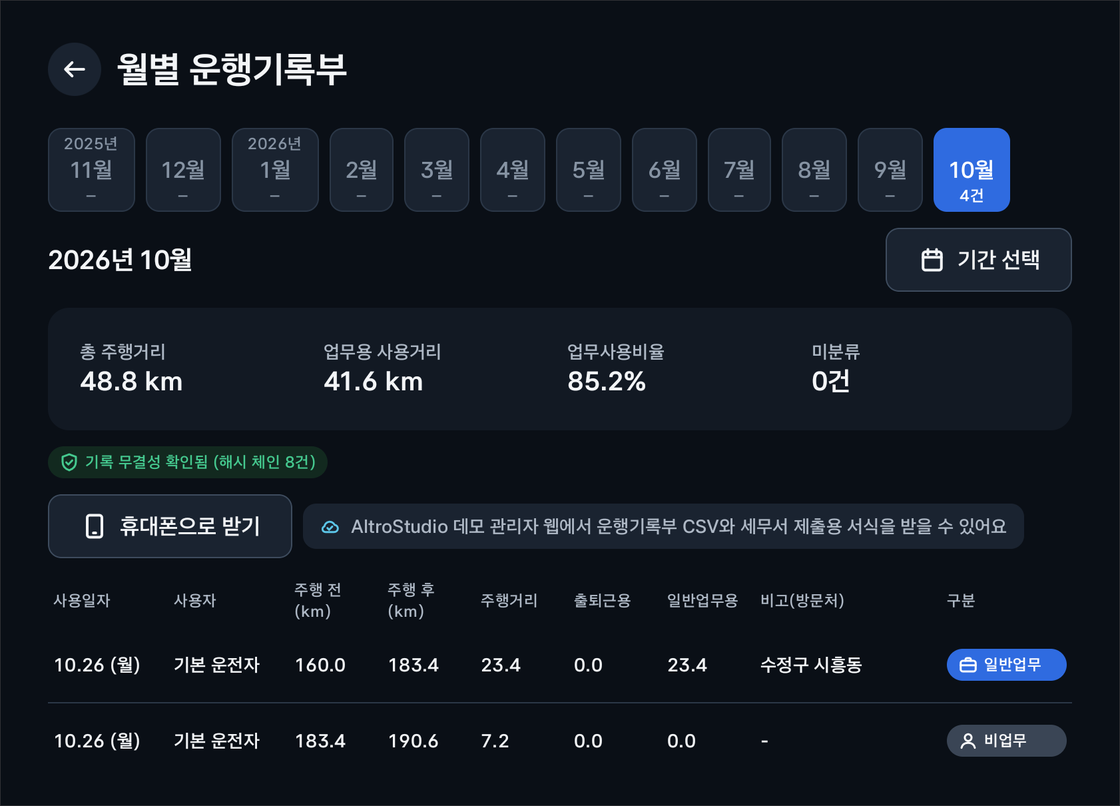 월별 운행기록부
2025년
11월
–
12월
–
2026년
1월
–
2월
–
3월
–
4월
–
5월
–
6월
–
7월
–
8월
–
9월
–
10월
4건
2026년 10월
기간 선택
총 주행거리
48.8 km
업무용 사용거리
41.6 km
업무사용비율
85.2%
미분류
0건
기록 무결성 확인됨 (해시 체인 8건)
휴대폰으로 받기
AltroStudio 데모 관리자 웹에서 운행기록부 CSV와 세무서 제출용 서식을 받을 수 있어요
사용일자 사용자 주행 전 (km) 주행 후 (km) 주행거리 출퇴근용 일반업무용 비고(방문처) 구분
10.26 (월) 기본 운전자 160.0 183.4 23.4 0.0 23.4 수정구 시흥동 일반업무
10.26 (월) 기본 운전자 183.4 190.6 7.2 0.0 0.0 - 비업무